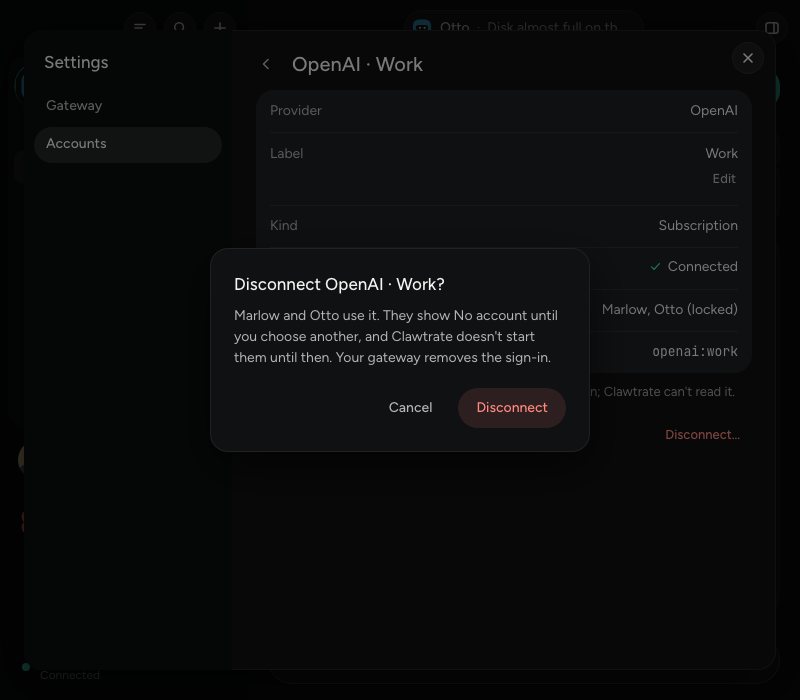 Otto · Disk almost full on th...
Settings
OpenAI · Work
Gateway
Accounts
Provider
OpenAI
Label
Work
Edit
Kind
Subscription
Connected
Marlow, Otto (locked)
openai:work
n; Clawtrate can't read it.
Disconnect...
Disconnect OpenAI · Work?
Marlow and Otto use it. They show No account until
you choose another, and Clawtrate doesn't start
them until then. Your gateway removes the sign-in.
Cancel
Disconnect
Connected